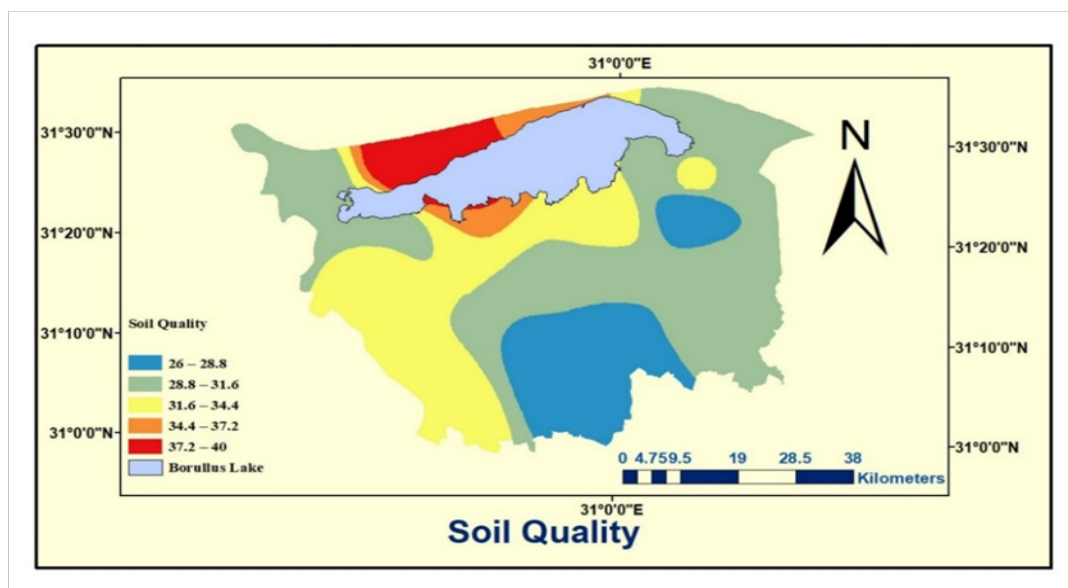 31°0'0"E
31°30'0"N
N
31°30'0"N
31°20'0"N
31°20'0"N
Soil Quality
31°10'0"N
31°10'0"N
26 – 28.8
28.8 – 31.6
31.6 – 34.4
34.4 – 37.2
37.2 – 40
Borullus Lake
31°0'0"N
31°0'0"N
0 4.75 9.5 19 28.5 38
Kilometers
31°0'0"E
Soil Quality